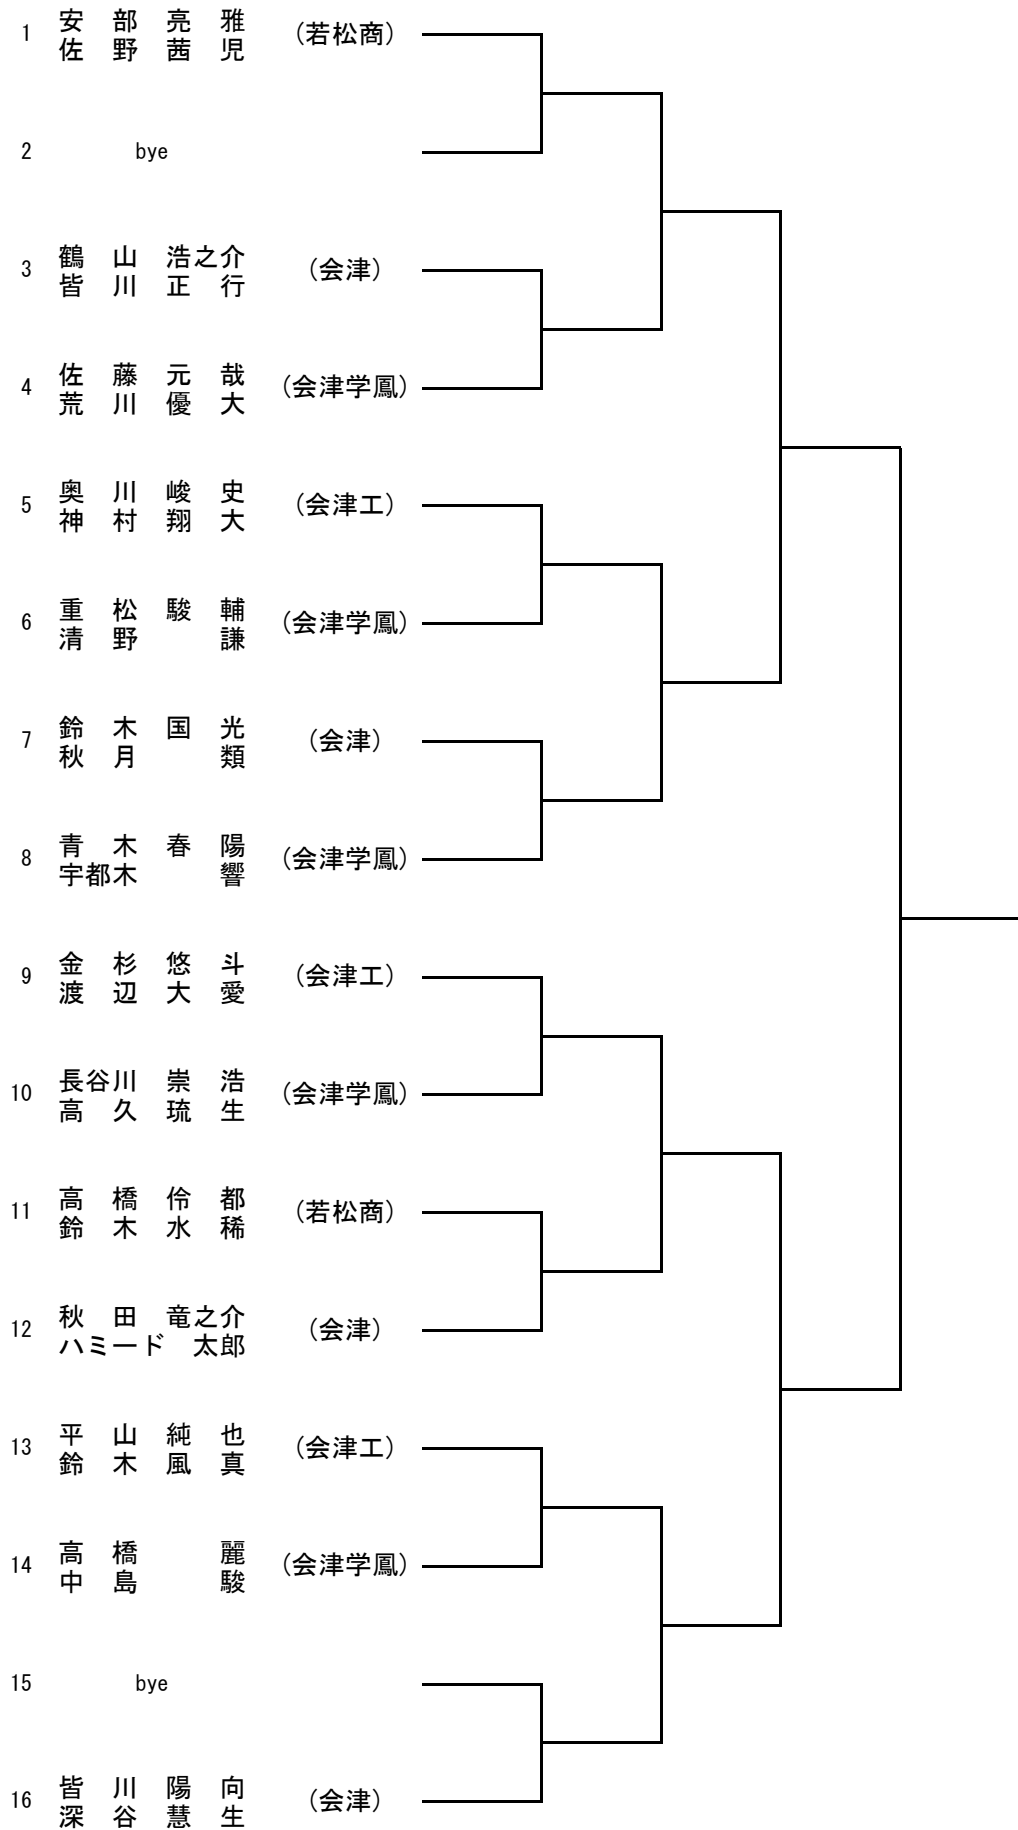 1 安部亮雅 (若松商)
佐野茜児
2 bye
3 鶴山浩之介 (会津)
皆川正行
4 佐藤元哉 (会津学鳳)
荒川優大
5 奥川峻史 (会津工)
神村翔大
6 重松駿輔 (会津学鳳)
清野謙
7 鈴木国光 (会津)
秋月類
8 青木春陽 (会津学鳳)
宇都木響
9 金杉悠斗 (会津工)
渡辺大愛
10 長谷川崇浩 (会津学鳳)
高久琉生
11 高橋伶都 (若松商)
鈴木水稀
12 秋田竜之介 (会津)
ハミード太郎
13 平山純也 (会津工)
鈴木風真
14 高橋麗 (会津学鳳)
中島駿
15 bye
16 皆川陽向 (会津)
深谷慧生